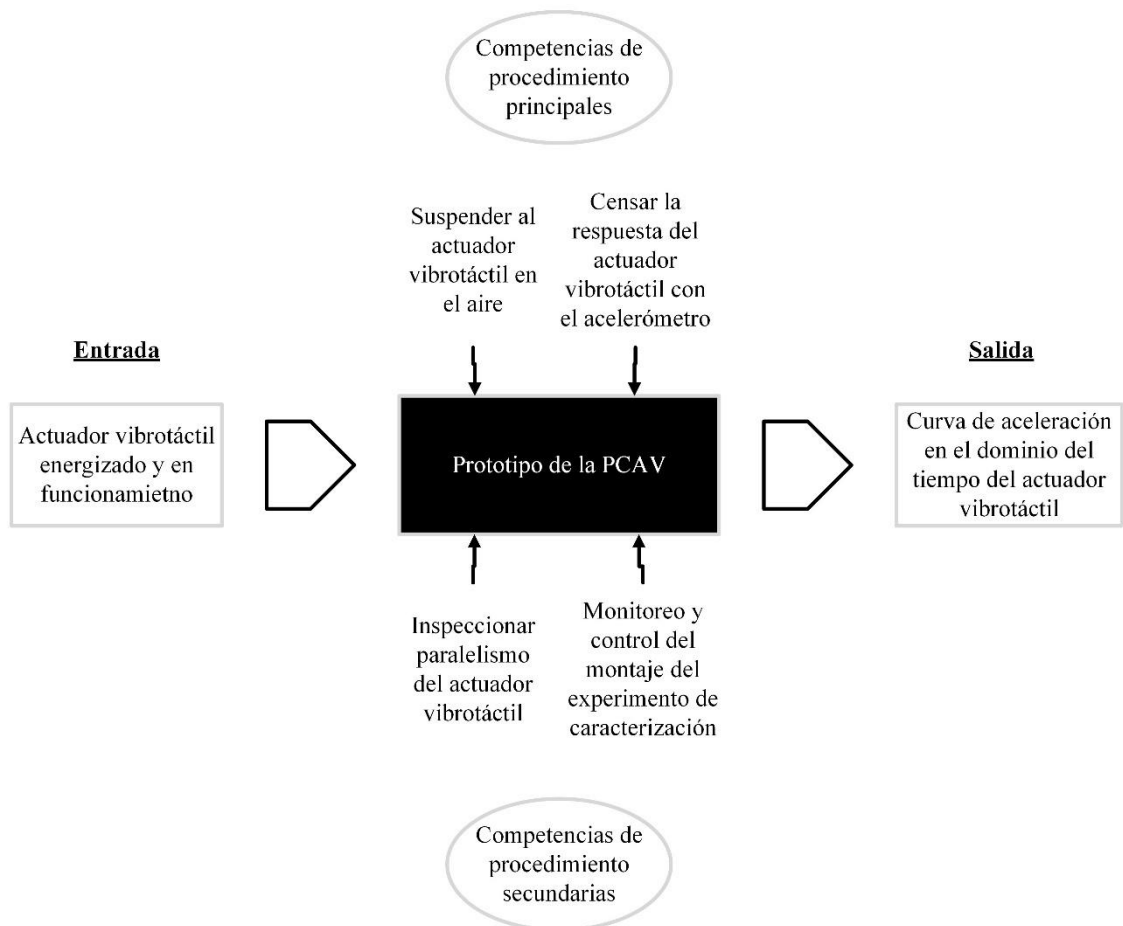 Competencias de
procedimiento
principales
Suspender al
actuador
vibrotáctil en
el aire
Censar la
respuesta del
actuador
vibrotáctil con
el acelerómetro
Entrada
Actuador vibrotáctil
energizado y en
funcionamietno
Prototipo de la PCAV
Salida
Curva de aceleración
en el dominio del
tiempo del actuador
vibrotáctil
Inspeccionar
paralelismo
del actuador
vibrotáctil
Monitoreo y
control del
montaje del
experimento de
caracterización
Competencias de
procedimiento
secundarias